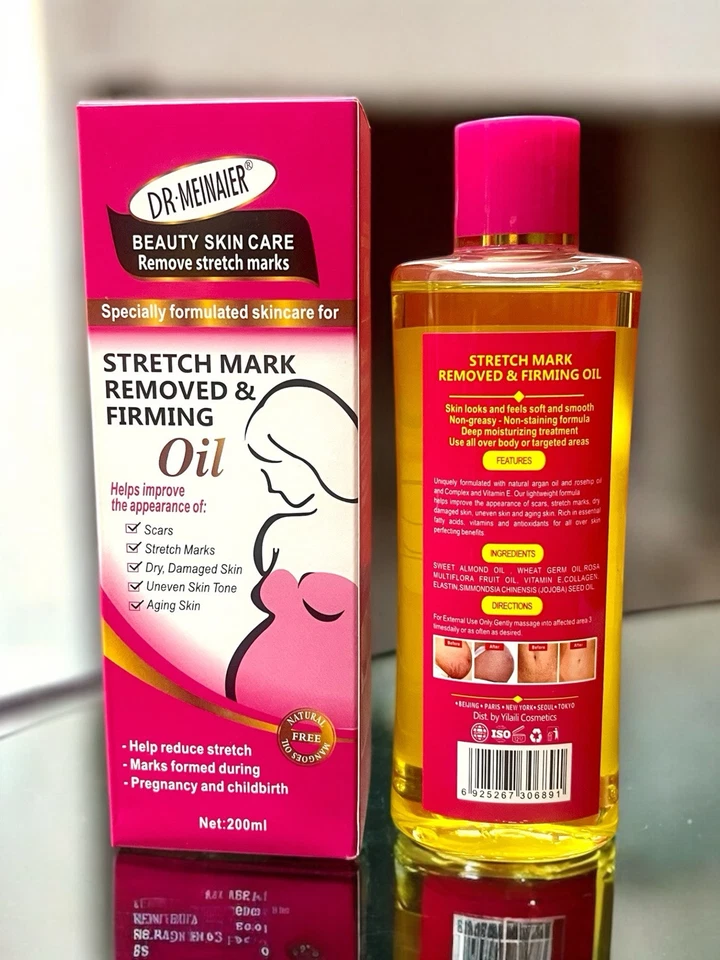 DR·MEINAIER®
BEAUTY SKIN CARE
Remove stretch marks
Specially formulated skincare for
STRETCH MARK
REMOVED &
FIRMING
Oil
Helps improve
the appearance of:
Scars
Stretch Marks
Dry, Damaged Skin
Uneven Skin Tone
Aging Skin
NATURAL
FREE
MANGOES OIL
- Help reduce stretch
- Marks formed during
- Pregnancy and childbirth
Net:200ml
STRETCH MARK
REMOVED & FIRMING OIL
Skin looks and feels soft and smooth
Non-greasy - Non-staining formula
Deep moisturizing treatment
Use all over body or targeted areas
FEATURES
Uniquely formulated with natural argan oil and rosehip oil
and Complex and Vitamin E. Our lightweight formula
helps improve the appearance of scars, stretch marks, dry,
damaged skin, uneven skin and aging skin. Rich in essential
fatty acids, vitamins and antioxidants for all over skin
perfecting benefits
INGREDIENTS
SWEET ALMOND OIL , WHEAT GERM OIL ROSA
MULTIFLORA FRUIT OIL, VITAMIN E,COLLAGEN,
ELASTIN,SIMMONDSIA CHINENSIS (JOJOBA) SEED OIL.
DIRECTIONS
For External Use Only.Gently massage into affected area 3
timesdaily or as often as desired.
Before After Before After
•BEIJING•PARIS•NEW YORK•SEOUL•TOKYO
Dist. by Yilaili Cosmetics
ISO
6 925267 306891